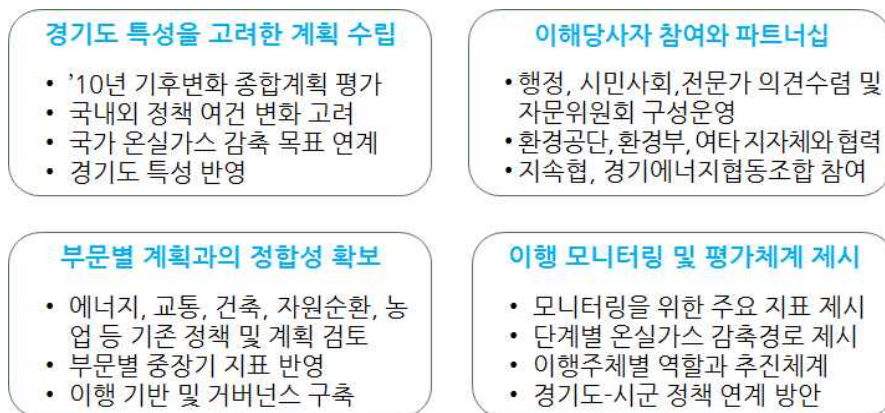 경기도 특성을 고려한 계획 수립
• ’10년 기후변화 종합계획 평가
• 국내외 정책 여건 변화 고려
• 국가 온실가스 감축 목표 연계
• 경기도 특성 반영
이해당사자 참여와 파트너십
• 행정, 시민사회,전문가 의견수렴 및
자문위원회 구성운영
• 환경공단, 환경부, 여타 지자체와 협력
• 지속협, 경기에너지협동조합 참여
부문별 계획과의 정합성 확보
• 에너지, 교통, 건축, 자원순환, 농
업 등 기존 정책 및 계획 검토
• 부문별 중장기 지표 반영
• 이행 기반 및 거버넌스 구축
이행 모니터링 및 평가체계 제시
• 모니터링을 위한 주요 지표 제시
• 단계별 온실가스 감축경로 제시
• 이행주체별 역할과 추진체계
• 경기도-시군 정책 연계 방안